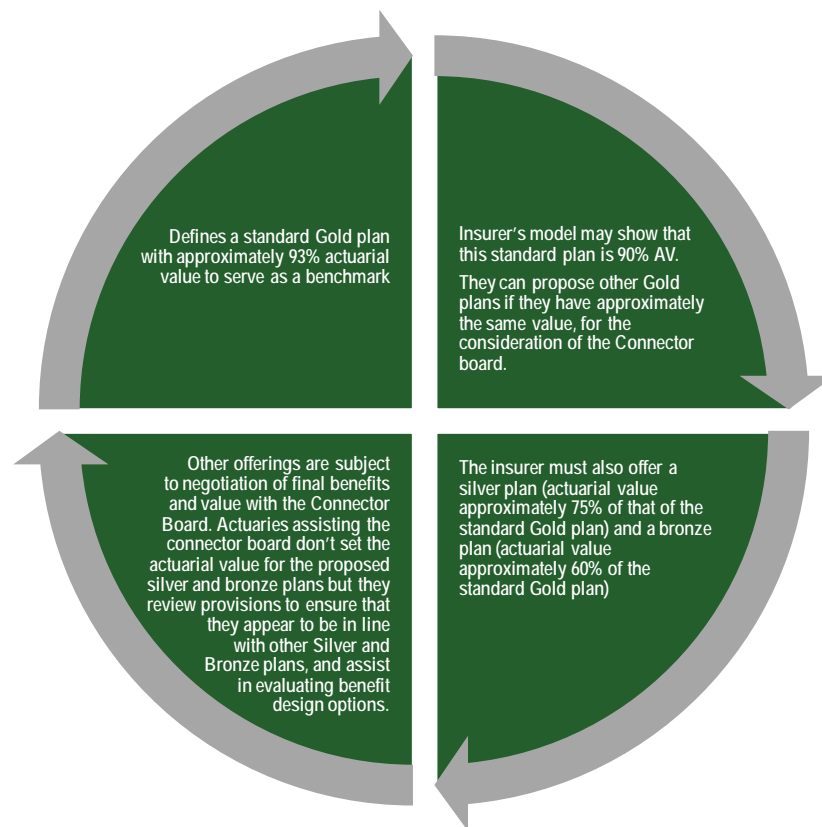 Defines a standard Gold plan
with approximately 93% actuarial
value to serve as a benchmark
Insurer's model may show that
this standard plan is 90% AV.
They can propose other Gold
plans if they have approximately
the same value, for the
consideration of the Connector
board.
The insurer must also offer a
silver plan (actuarial value
approximately 75% of that of the
standard Gold plan) and a bronze
plan (actuarial value
approximately 60% of the
standard Gold plan)
Other offerings are subject
to negotiation of final benefits
and value with the Connector
Board. Actuaries assisting the
connector board don't set the
actuarial value for the proposed
silver and bronze plans but they
review provisions to ensure that
they appear to be in line
with other Silver and
Bronze plans, and assist
in evaluating benefit
design options.